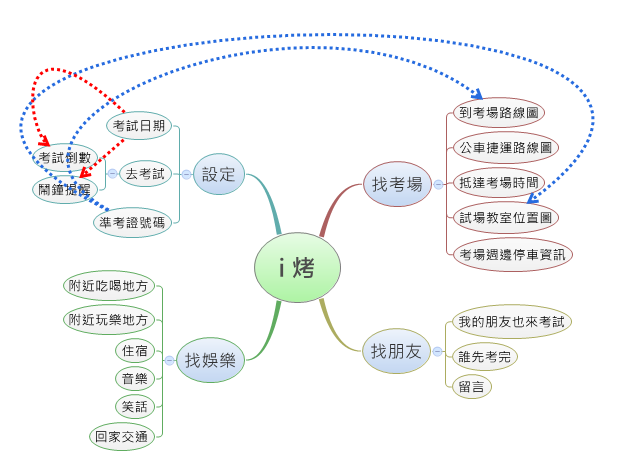 i 烤
設定
考試日期
去考試
考試倒數
鬧鐘提醒
準考證號碼
找考場
到考場路線圖
公車捷運路線圖
抵達考場時間
試場教室位置圖
考場週邊停車資訊
找娛樂
附近吃喝地方
附近玩樂地方
住宿
音樂
笑話
回家交通
找朋友
我的朋友也來考試
誰先考完
留言